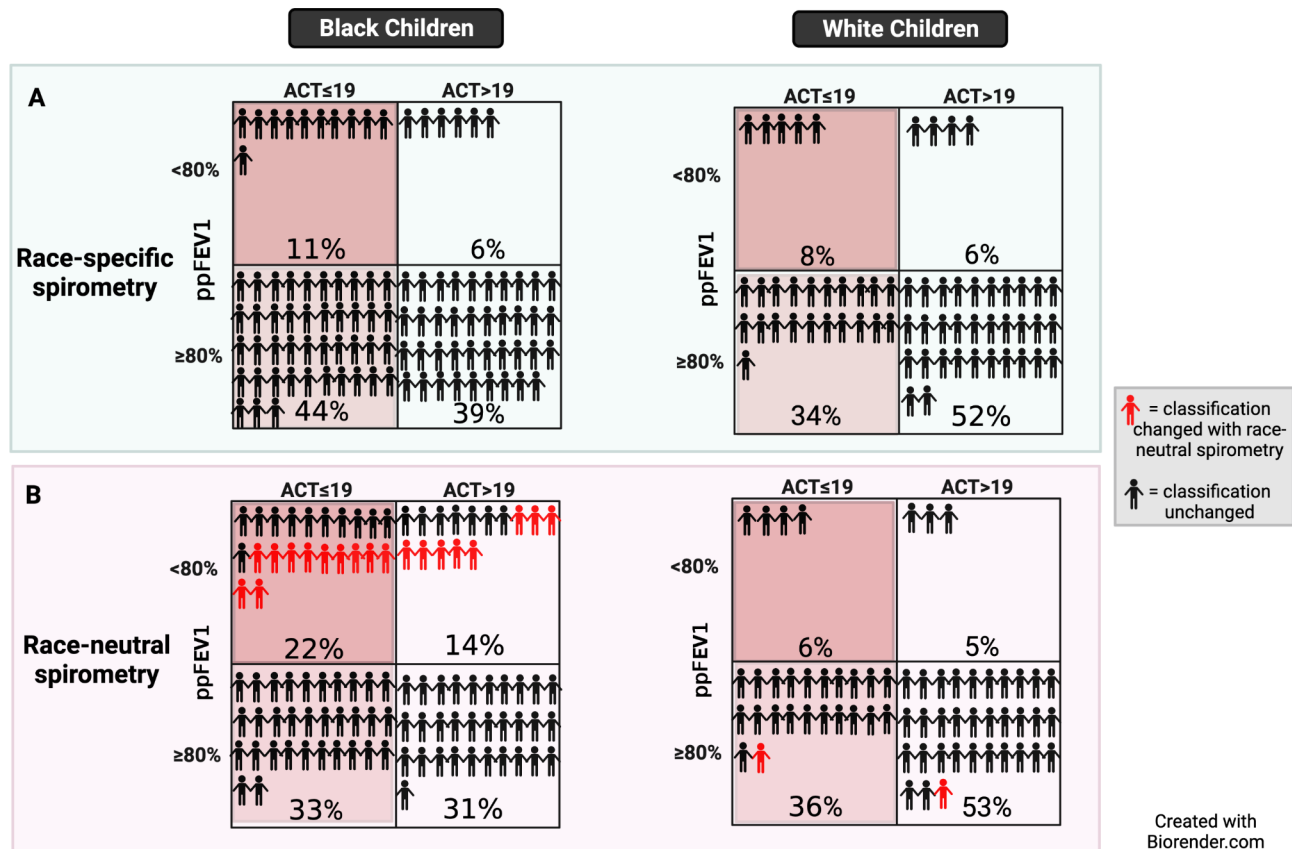 Black Children
White Children
A
ACT≤19
ACT>19
ACT≤19
ACT>19
<80%
<80%
11%
6%
8%
6%
Race-specific
spirometry
ppFEV1
ppFEV1
≥80%
≥80%
44%
39%
34%
52%
= classification
changed with race-
neutral spirometry
= classification
unchanged
B
ACT≤19
ACT>19
ACT≤19
ACT>19
<80%
<80%
22%
14%
6%
5%
Race-neutral
spirometry
ppFEV1
ppFEV1
≥80%
≥80%
33%
31%
36%
53%
Created with
Biorender.com